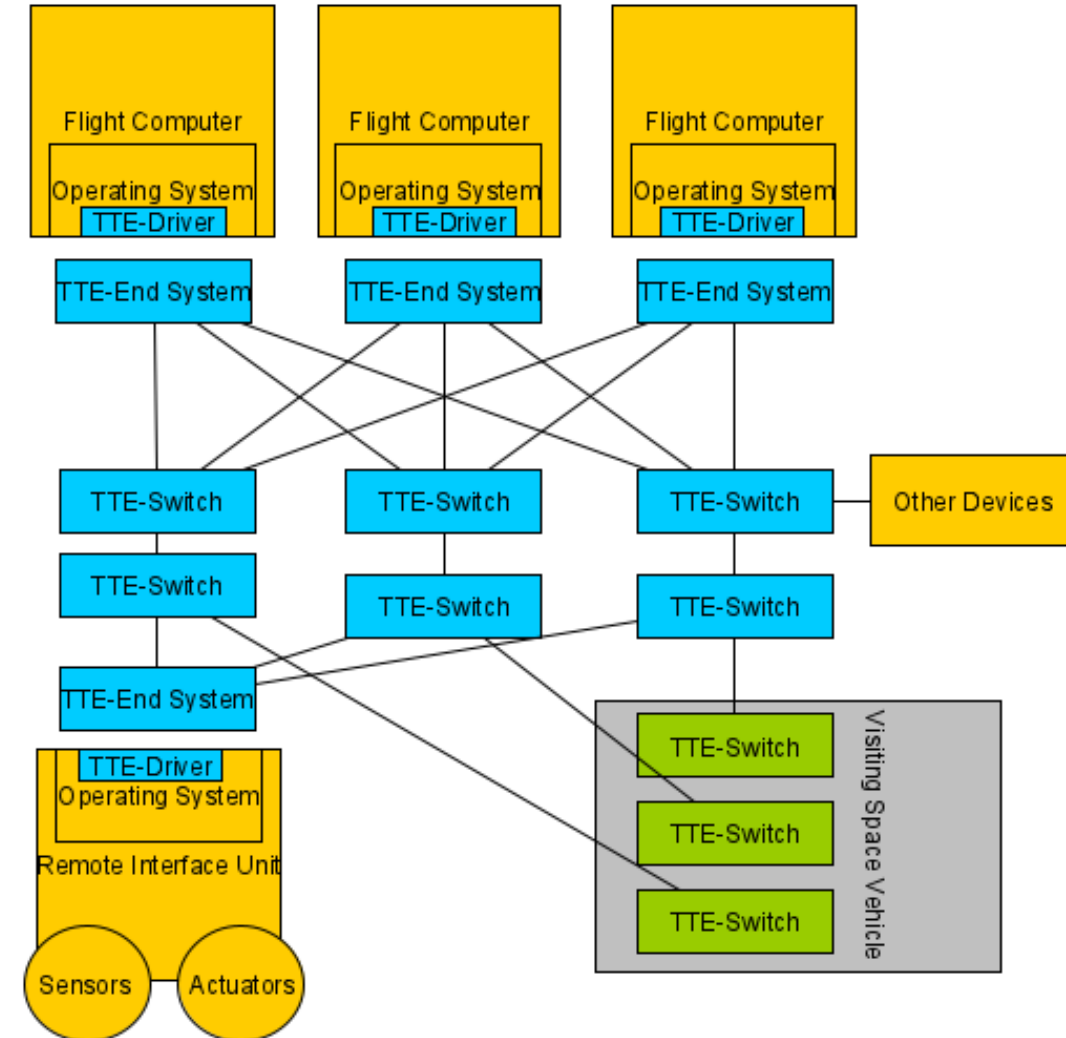 Flight Computer
Flight Computer
Flight Computer
Operating System
Operating System
Operating System
TTE-Driver
TTE-Driver
TTE-Driver
TTE-End System
TTE-End System
TTE-End System
TTE-Switch
TTE-Switch
TTE-Switch
Other Devices
TTE-Switch
TTE-Switch
TTE-Switch
TTE-End System
TTE-Driver
Operating System
Remote Interface Unit
Sensors
Actuators
TTE-Switch
TTE-Switch
TTE-Switch
Visiting Space Vehicle